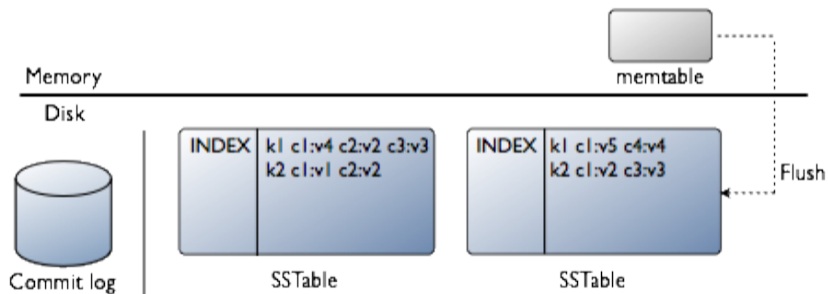 memtable
Memory
Disk
INDEX k1 c1:v4 c2:v2 c3:v3
k2 c1:v1 c2:v2
INDEX k1 c1:v5 c4:v4
k2 c1:v2 c3:v3
Flush
Commit log
SSTable
SSTable